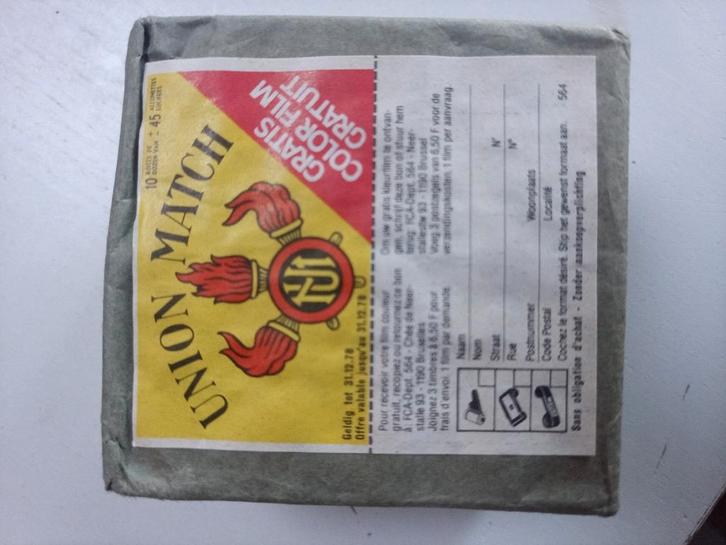 10 BOITES DE ± 45 ALLUMETTES
DOZEN VAN LUCIFERS
UNION MATCH
GRATIS
COLOR FILM
GRATUIT
UM
Geldig tot 31.12.78
Offre valable jusqu'au 31.12.78
Pour recevoir votre film couleur
gratuit, recopiez ou retournez ce bon
à : FCA-Dept. 564 - Chée de Neer-
stalle 93 - 1190 Bruxelles
Joignez 3 timbres à 6,50 F pour
frais d'envoi. 1 film par demande.
Om uw gratis kleurfilm te ontvan-
gen, schrijf deze bon of stuur hem
terug: FCA-Dept. 564 - Neer-
stallestw 93 - 1190 Brussel
Voeg 3 postzegels van 6,50 F voor de
verzendingskosten. 1 film per aanvraag.
Naam
Nom
Straat N°
Rue N°
Postnummer Woonplaats
Code Postal Localité
Cochez le format désiré. Stip het gewenst formaat aan. 564
Sans obligation d'achat - Zonder aankoopverplichting